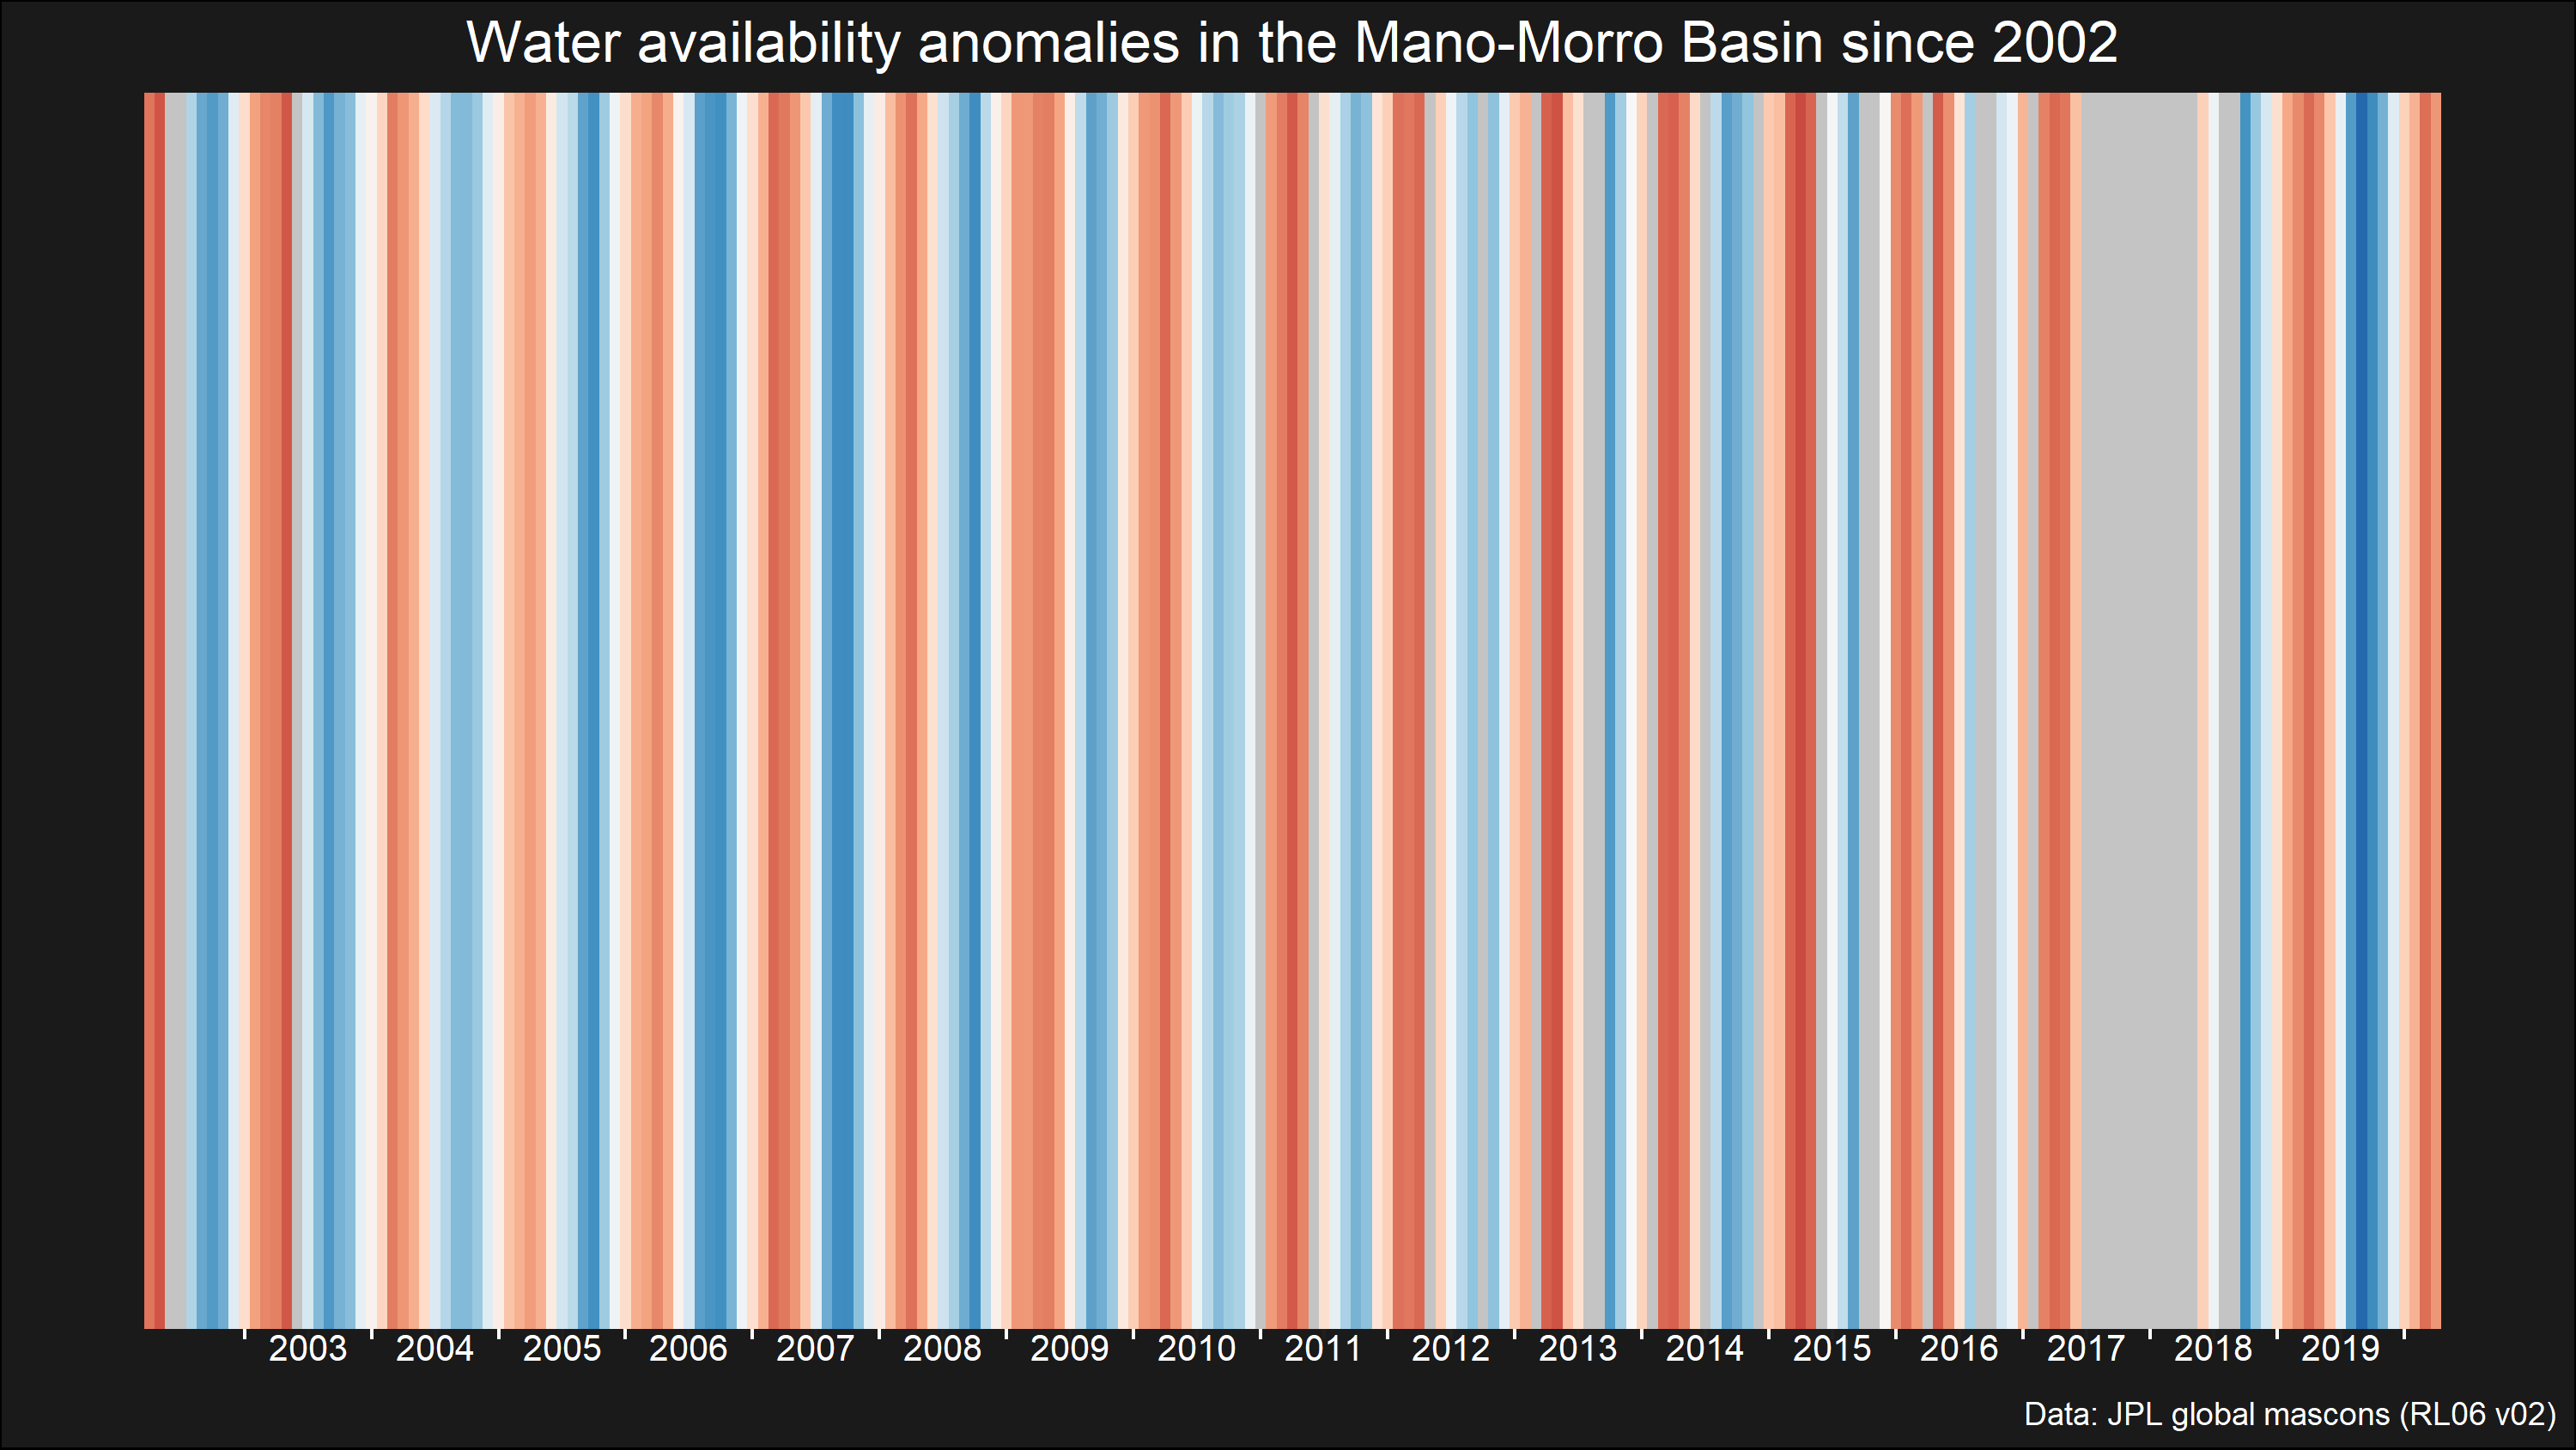 Water availability anomalies in the Mano-Morro Basin since 2002
2003 2004 2005 2006 2007 2008 2009 2010 2011 2012 2013 2014 2015 2016 2017 2018 2019
Data: JPL global mascons (RL06 v02)